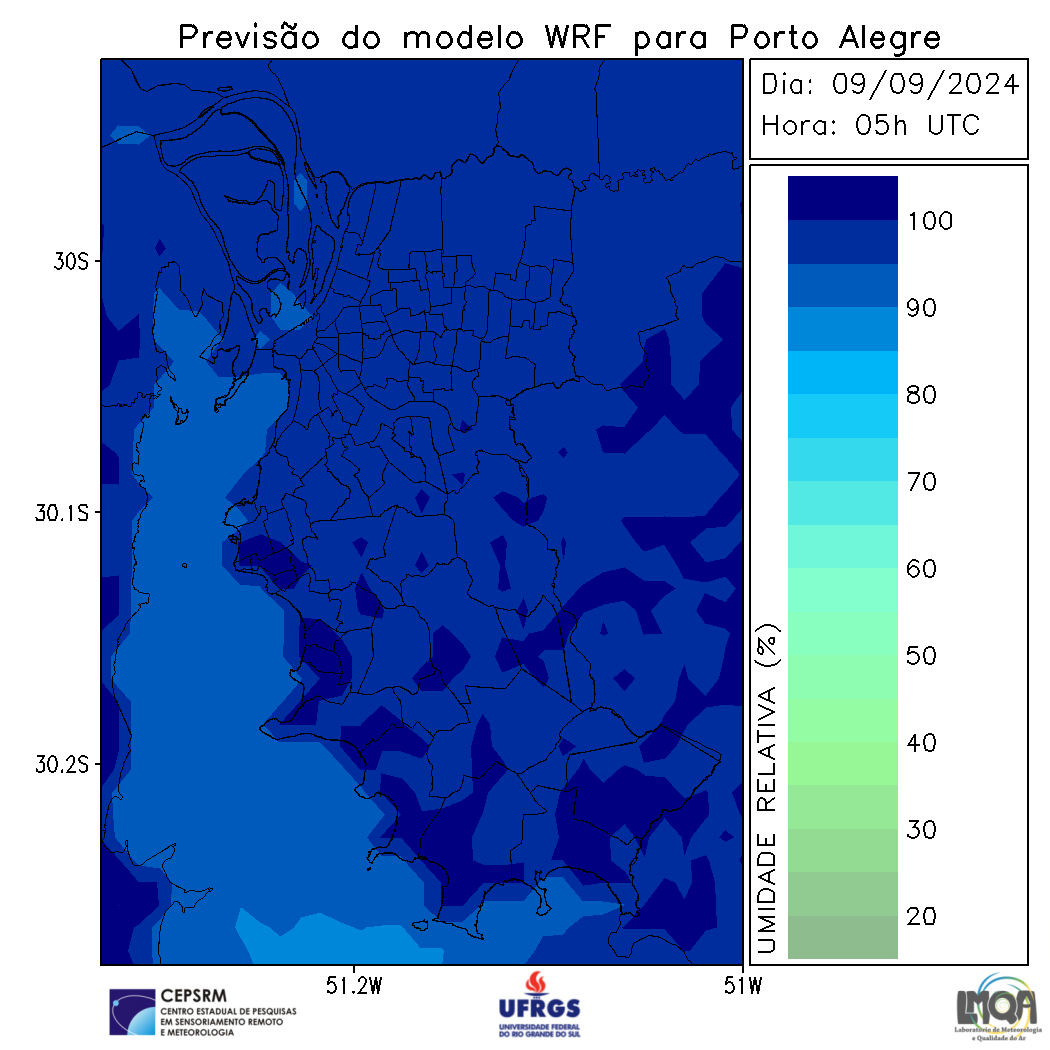 Previsão do modelo WRF para Porto Alegre
Dia: 09/09/2024
Hora: 05h UTC
30S
30.1S
30.2S
51.2W
51W
UMIDADE RELATIVA (%)
100
90
80
70
60
50
40
30
20
CEPSRM
CENTRO ESTADUAL DE PESQUISAS
EM SENSORIAMENTO REMOTO
E METEOROLOGIA
UFRGS
UNIVERSIDADE FEDERAL
DO RIO GRANDE DO SUL
LMQA
Laboratório de Meteorologia
e Qualidade do Ar